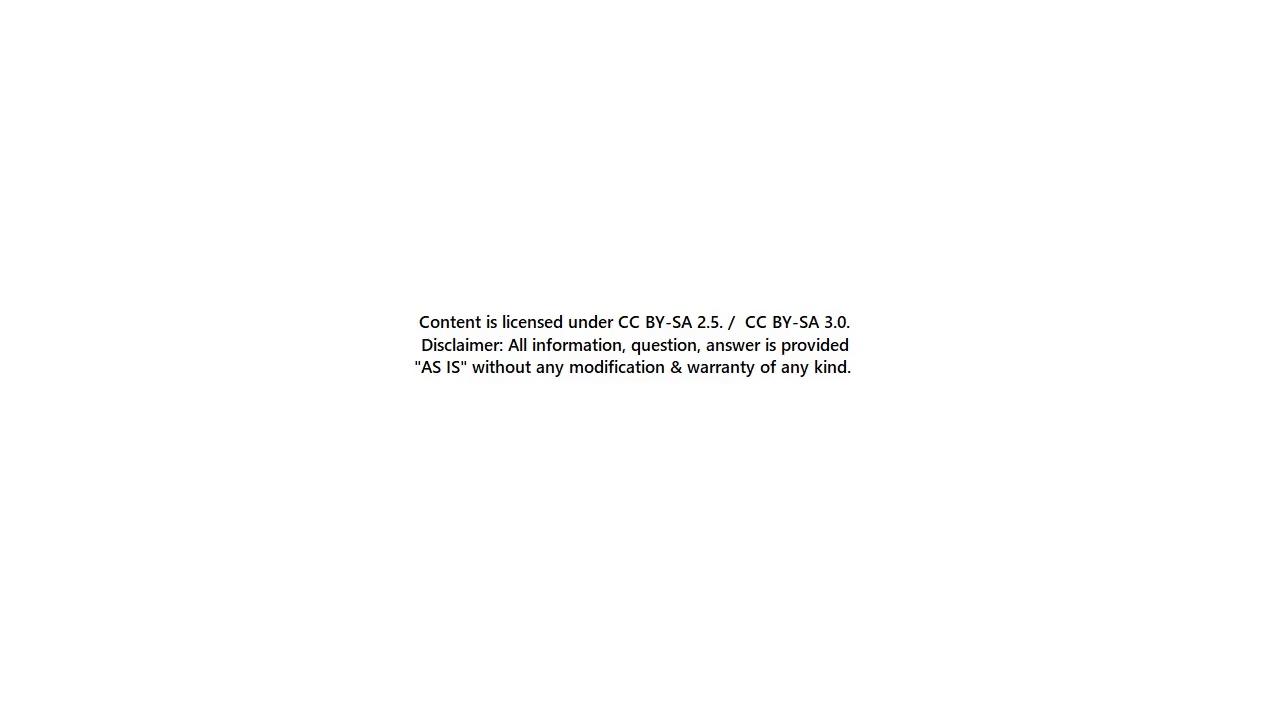 Content is licensed under CC BY-SA 2.5. /  CC BY-SA 3.0.
Disclaimer: All information, question, answer is provided
"AS IS" without any modification & warranty of any kind.